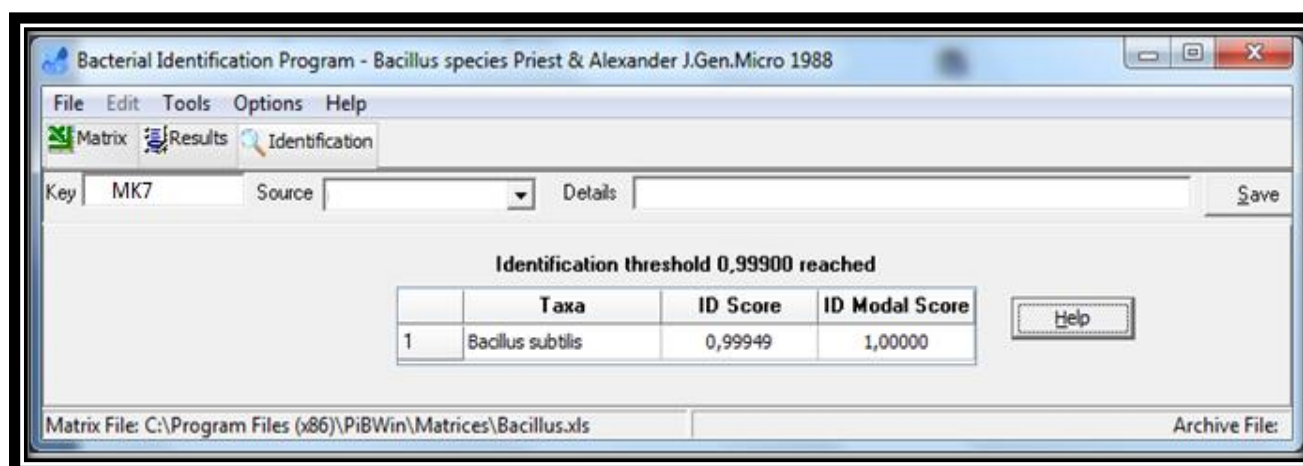 Bacterial Identification Program - Bacillus species Priest & Alexander J.Gen.Micro 1988
File Edit Tools Options Help
Matrix Results Identification
Key MK7 Source Details Save
Identification threshold 0,99900 reached
Taxa ID Score ID Modal Score
Help
1 Bacillus subtilis 0,99949 1,00000
Matrix File: C:\Program Files (x86)\PiBWin\Matrices\Bacillus.xls Archive File: